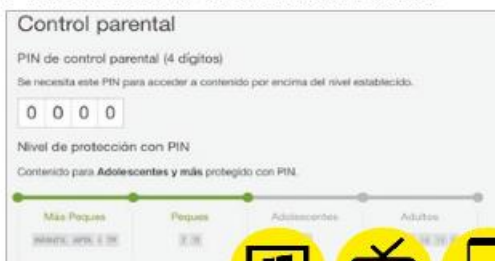 Control parental
PIN de control parental (4 dígitos)
Se necesita este PIN para acceder a contenido por encima del nivel establecido.
0 0 0 0
Nivel de protección con PIN
Contenido para Adolescentes y más protegido con PIN.
Más Peques Peques Adolescentes Adultos